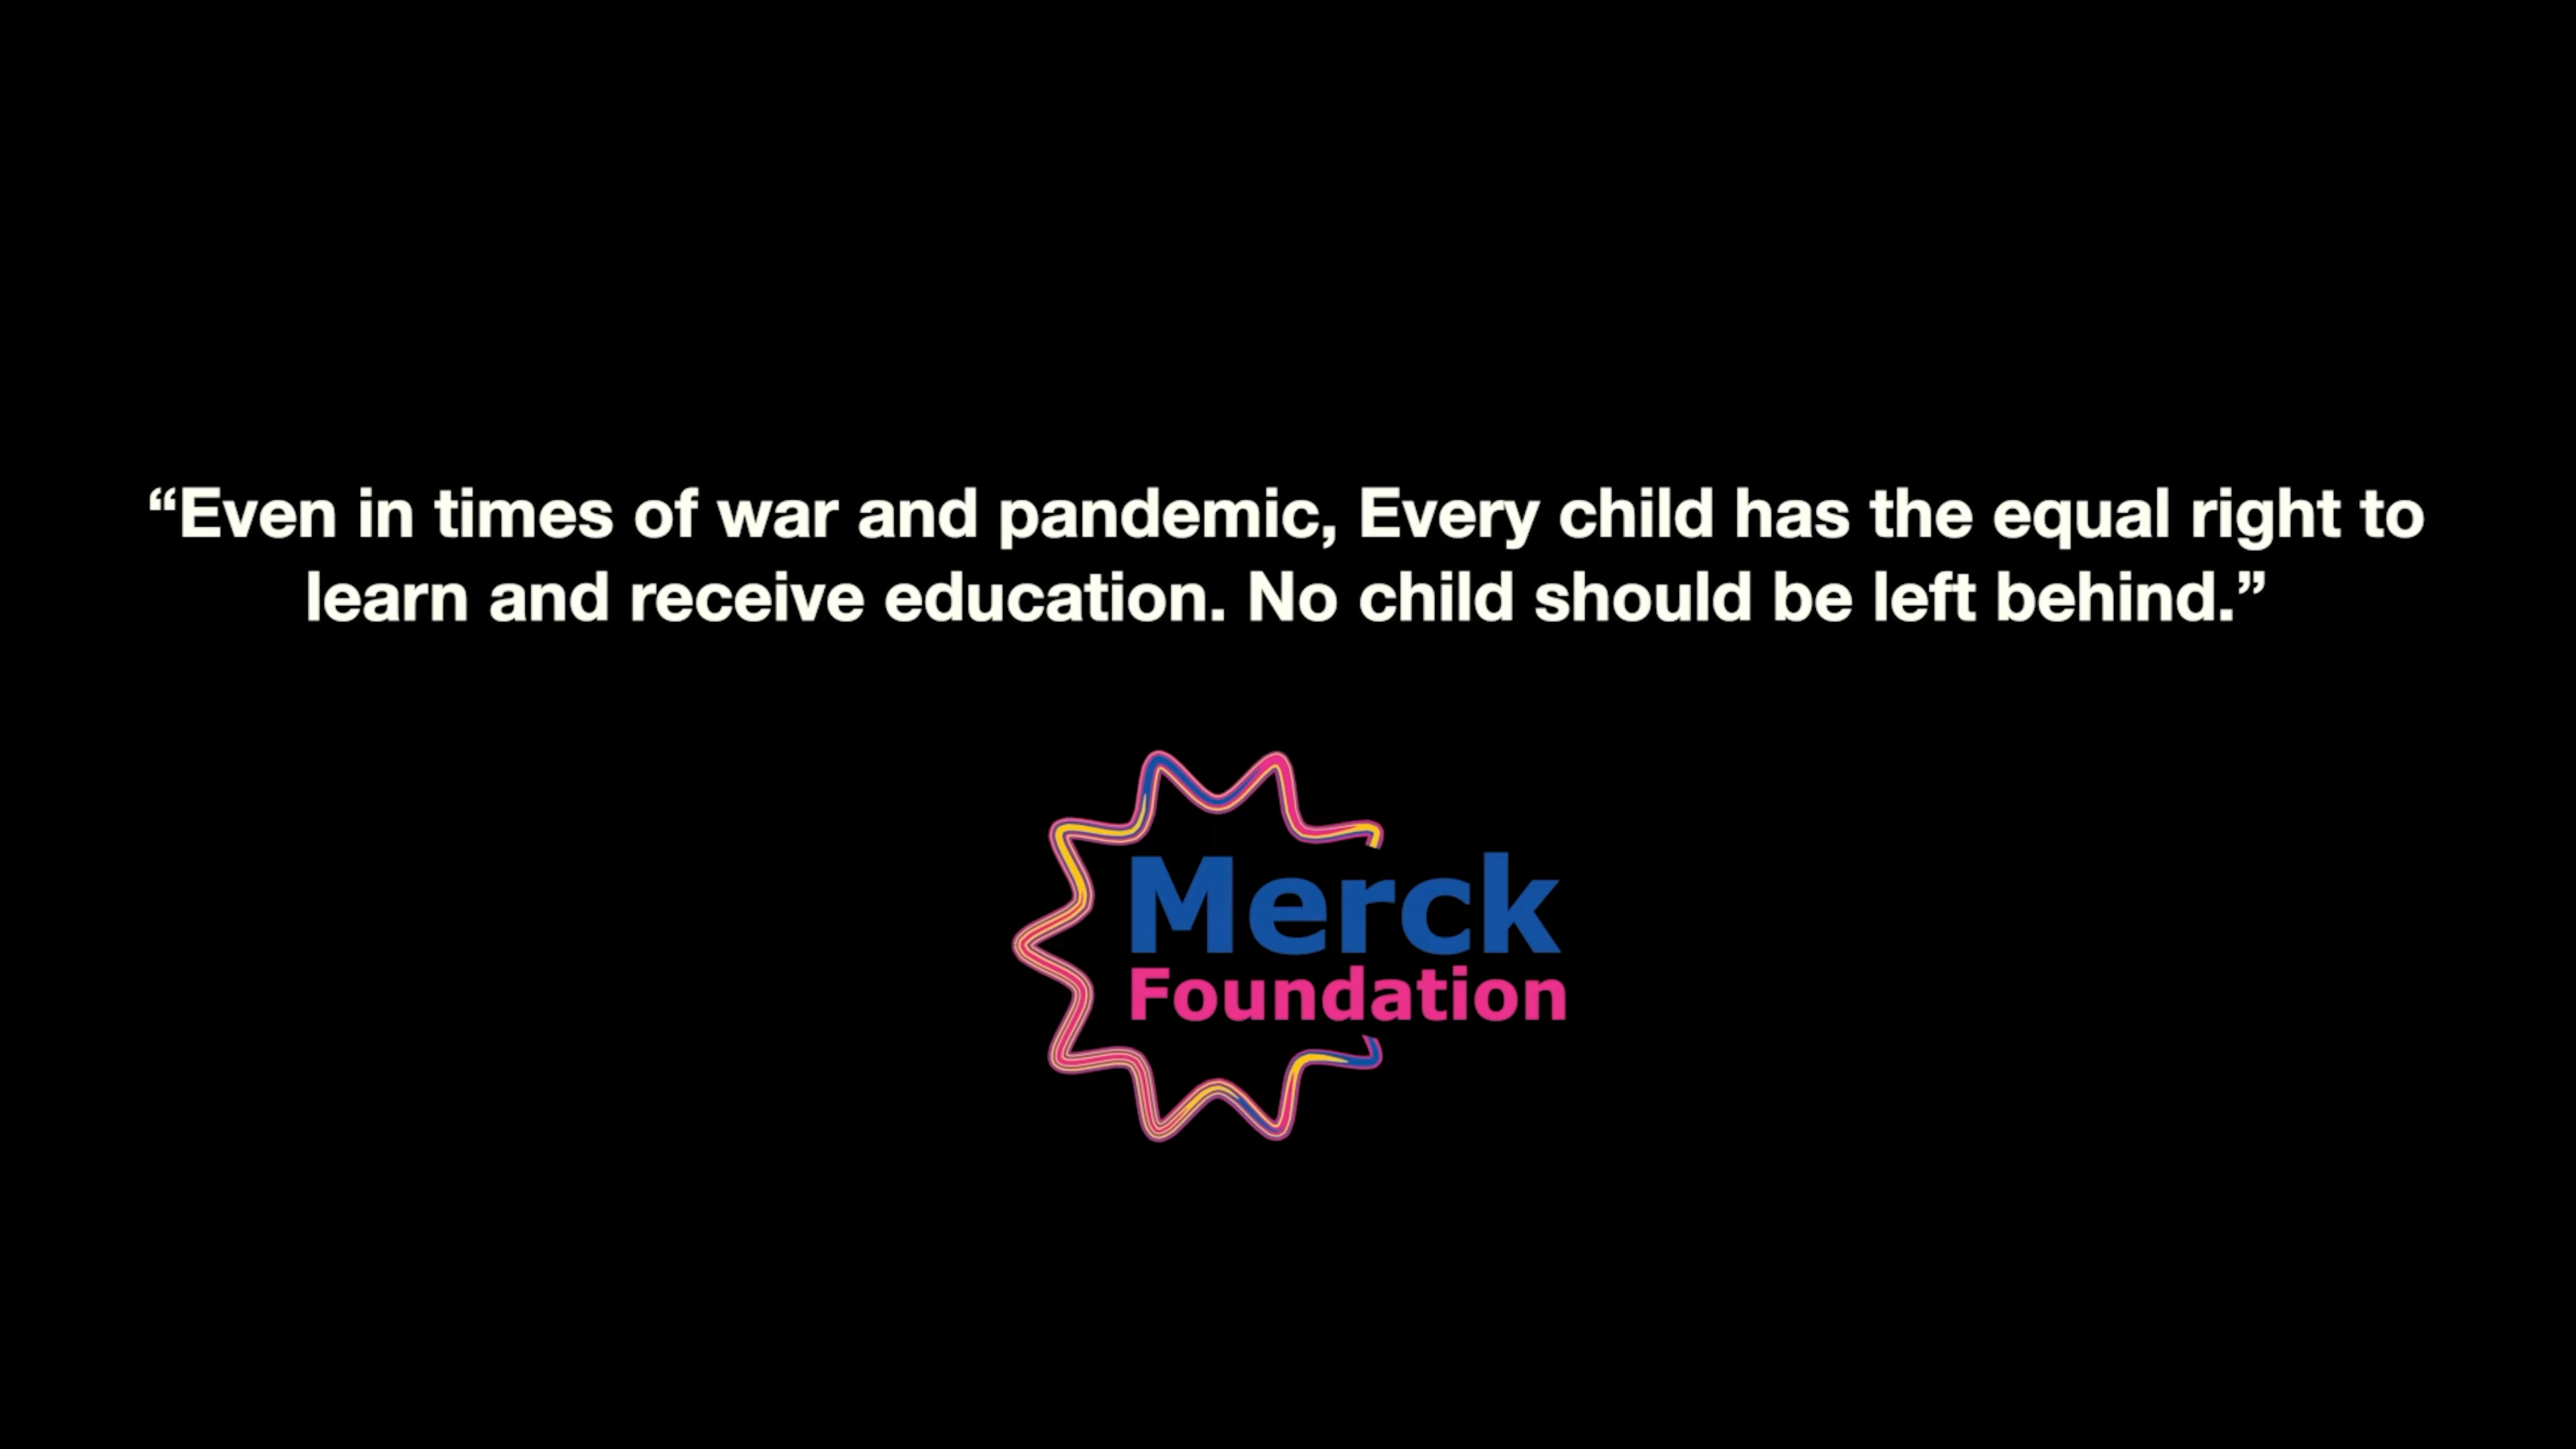 “Even in times of war and pandemic, Every child has the equal right to
learn and receive education. No child should be left behind.”
Merck
Foundation